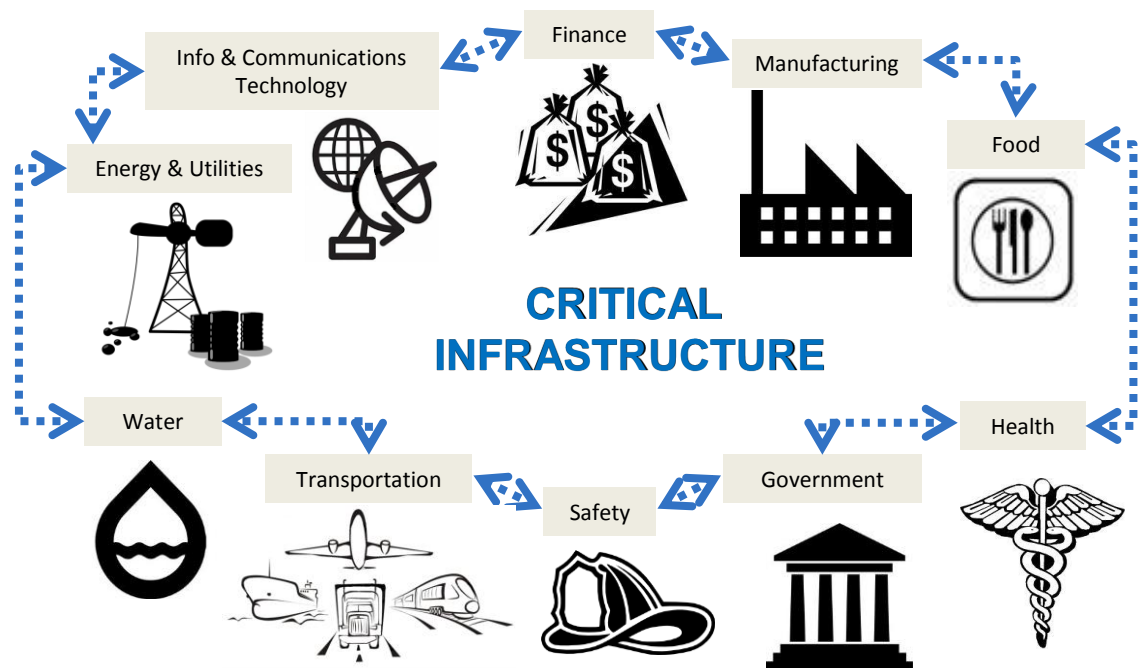 Finance
Info & Communications
Technology
Manufacturing
Food
Energy & Utilities
$
$
$
CRITICAL
INFRASTRUCTURE
Water
Health
Transportation
Government
Safety